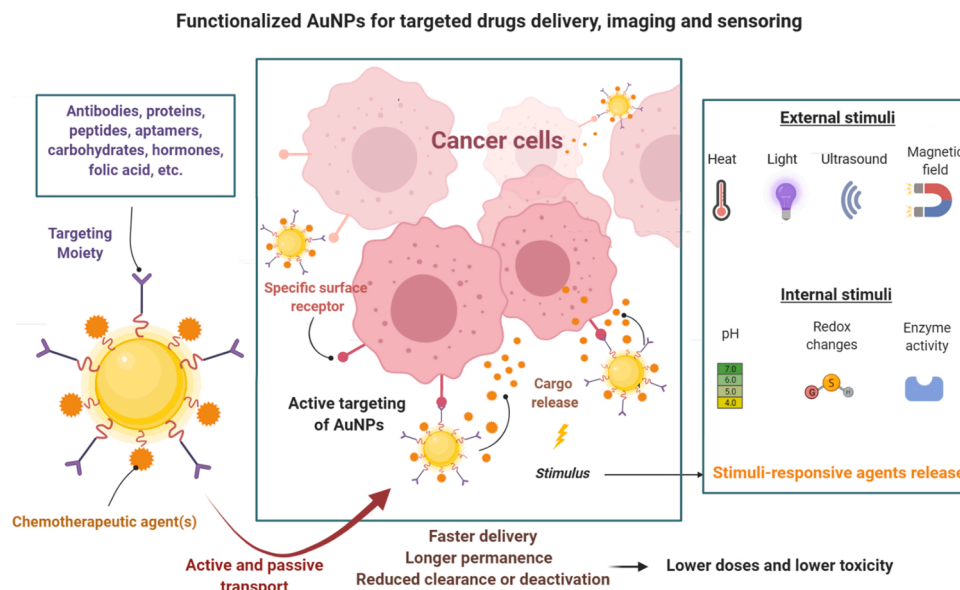 Functionalized AuNPs for targeted drugs delivery, imaging and sensoring
Antibodies, proteins,
peptides, aptamers,
carbohydrates, hormones,
folic acid, etc.
Targeting
Moiety
Chemotherapeutic agent(s)
Active and passive
transport
Cancer cells
Specific surface
receptor
Active targeting
of AuNPs
Cargo
release
Stimulus
Faster delivery
Longer permanence
Reduced clearance or deactivation
Lower doses and lower toxicity
External stimuli
Heat
Light
Ultrasound
Magnetic
field
Internal stimuli
pH
7.0
6.0
5.0
4.0
Redox
changes
G
S
H
Enzyme
activity
Stimuli-responsive agents release